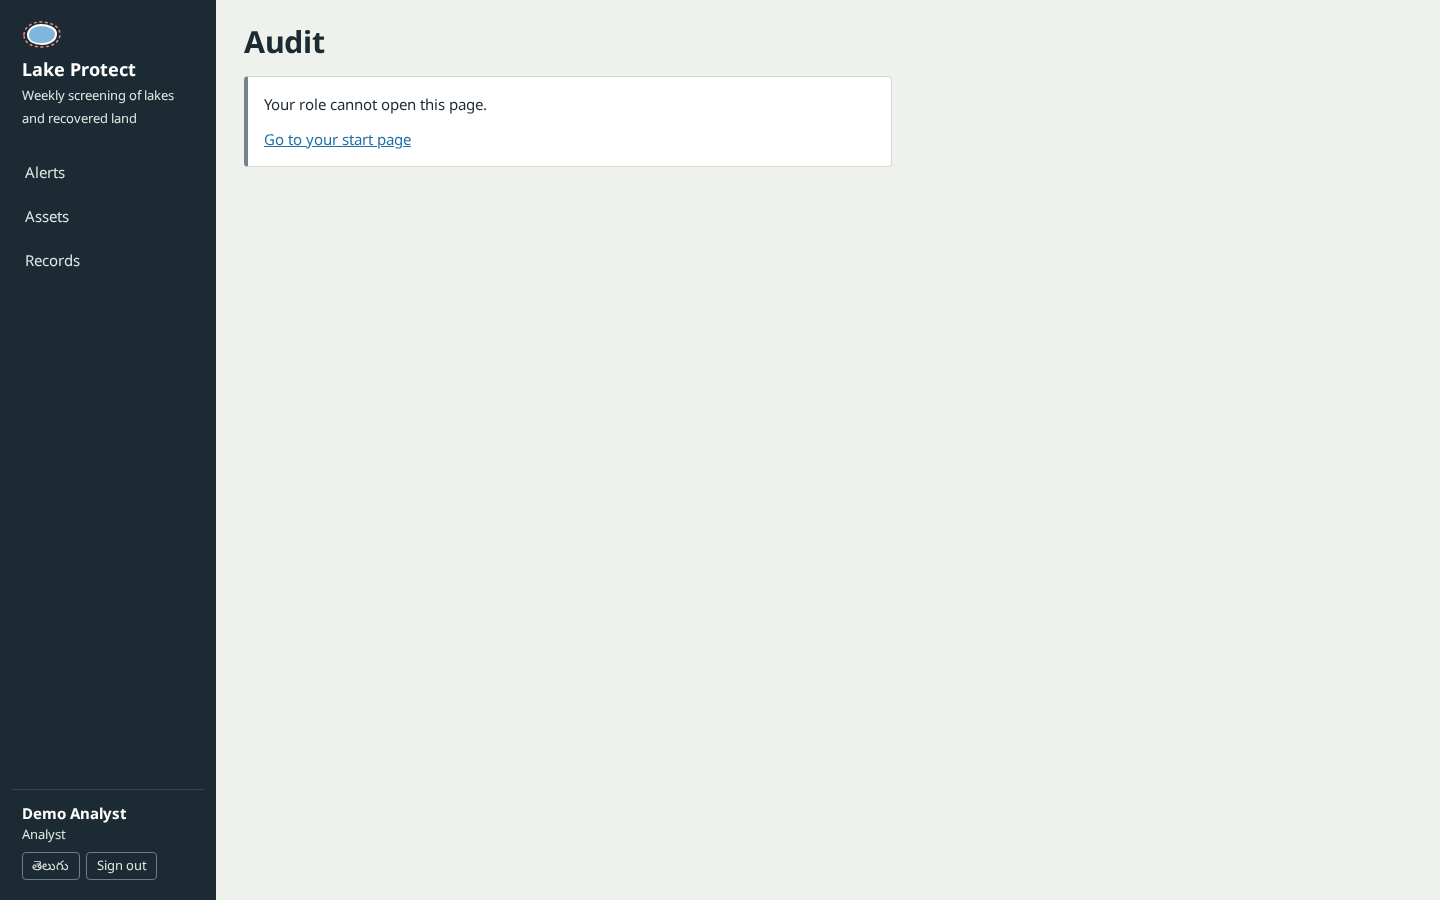 Lake Protect
Weekly screening of lakes
and recovered land
Alerts
Assets
Records
Demo Analyst
Analyst
తెలుగు
Sign out
Audit
Your role cannot open this page.
Go to your start page